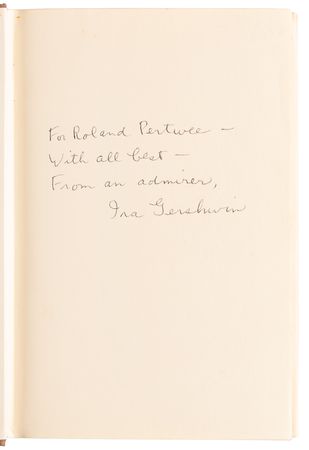 For Roland Pertwee –
With all best –
From an admirer,
Ira Gershwin